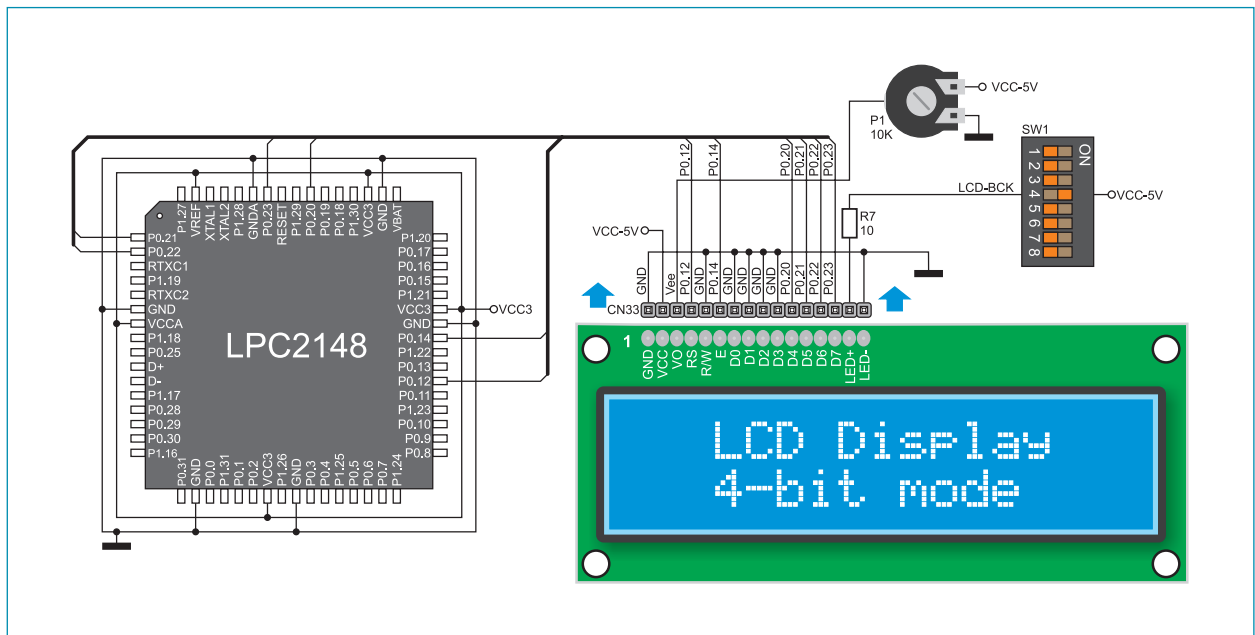 VCC-5V
P1
10K
SW1
ON
1
2
3
4
5
6
7
8
LCD-BCK
VCC-5V
R7
10
VCC-5V
P0.12
P0.14
P0.20
P0.21
P0.22
P0.23
GND
Vee
P0.12
GND
P0.14
GND
GND
GND
GND
P0.20
P0.21
P0.22
P0.23
CN33
1
GND
VCC
VO
RS
R/W
E
D0
D1
D2
D3
D4
D5
D6
D7
LED+
LED-
LCD Display
4-bit mode
P1.27
VREF
XTAL1
XTAL2
P1.28
GNDA
P0.23
RESET
P1.29
P0.20
P0.19
P0.18
P1.30
VCC3
GND
VBAT
P0.21
P0.22
RTXC1
P1.19
RTXC2
GND
VCCA
P1.18
P0.25
D+
D-
P1.17
P0.28
P0.29
P0.30
P1.16
LPC2148
P1.20
P0.17
P0.16
P0.15
P1.21
VCC3
GND
P0.14
P1.22
P0.13
P0.12
P0.11
P1.23
P0.10
P0.9
P0.8
VCC3
P0.31
GND
P0.0
P1.31
P0.1
P0.2
VCC3
P1.26
GND
P0.3
P0.4
P1.25
P0.5
P0.6
P0.7
P1.24